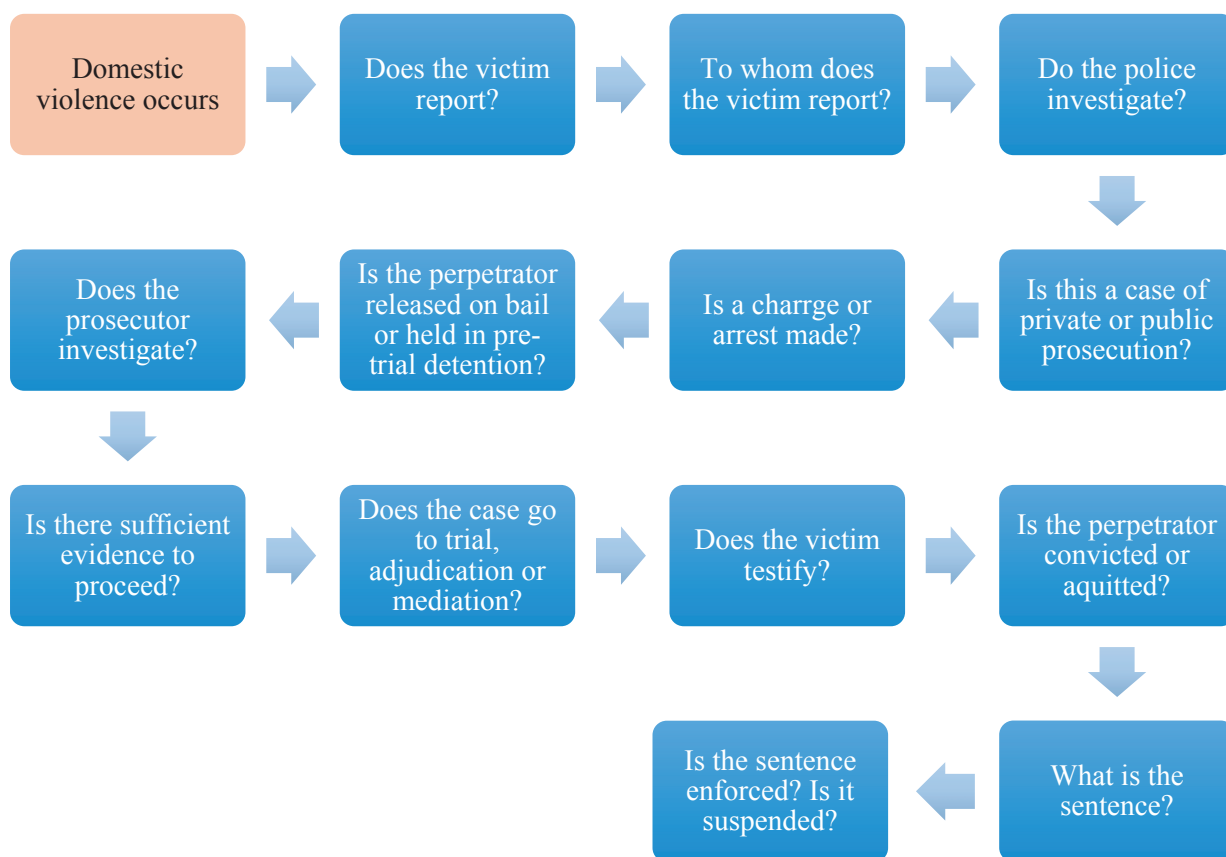 Domestic
violence occurs
Does the victim
report?
To whom does
the victim report?
Do the police
investigate?
Is this a case of
private or public
prosecution?
Is a charrge or
arrest made?
Is the perpetrator
released on bail
or held in pre-
trial detention?
Does the
prosecutor
investigate?
Is there sufficient
evidence to
proceed?
Does the case go
to trial,
adjudication or
mediation?
Does the victim
testify?
Is the perpetrator
convicted or
aquitted?
What is the
sentence?
Is the sentence
enforced? Is it
suspended?